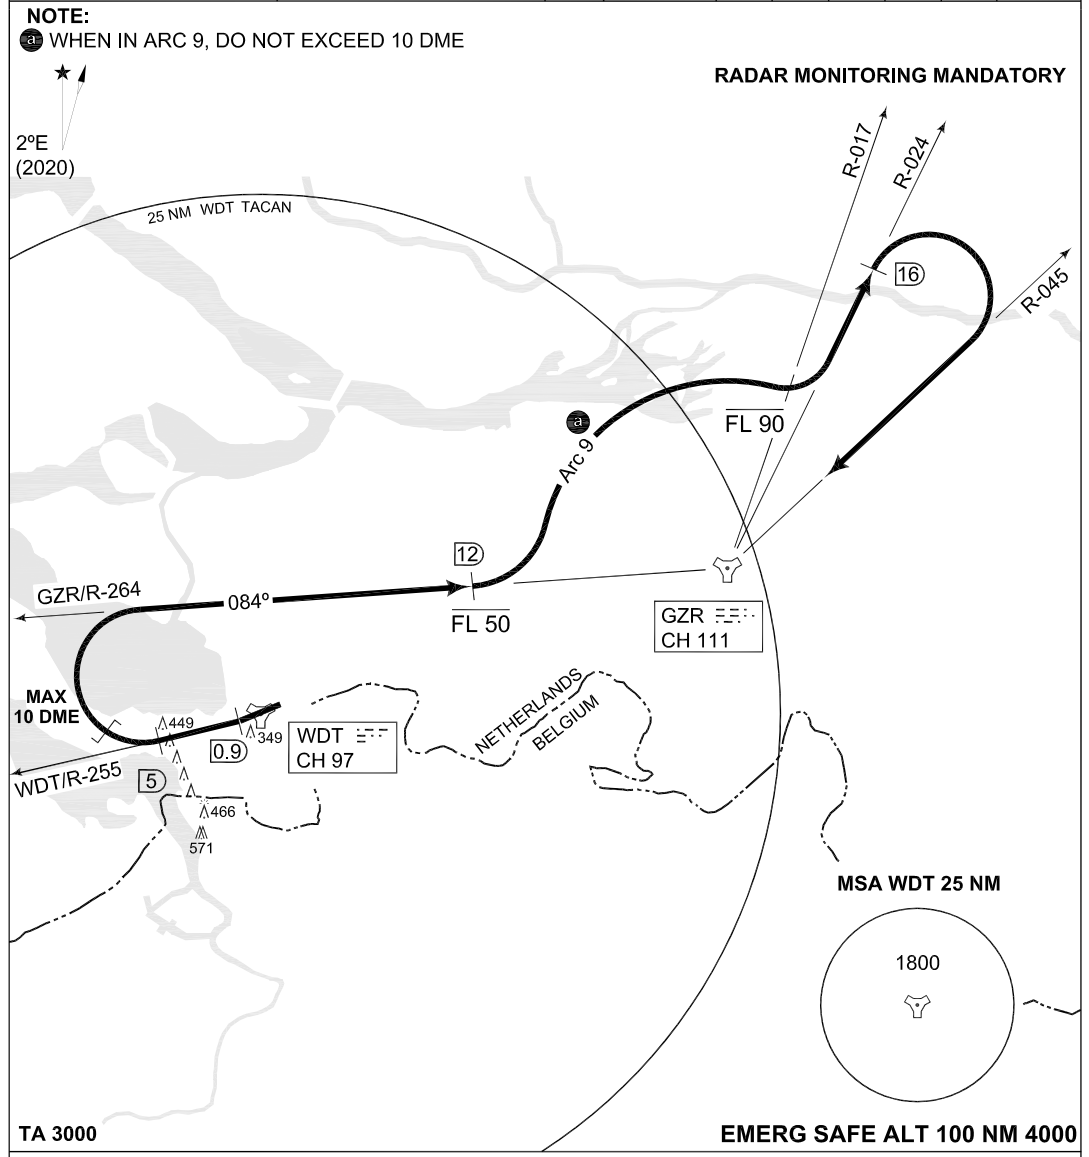 NOTE:
a WHEN IN ARC 9, DO NOT EXCEED 10 DME
RADAR MONITORING MANDATORY
2ºE
(2020)
R-017
R-024
25 NM WDT TACAN
16
R-045
a
FL 90
Arc 9
12
GZR/R-264
084º
FL 50
GZR
CH 111
MAX
10 DME
NETHERLANDS
BELGIUM
449
349
0.9
WDT
CH 97
WDT/R-255
5
466
571
MSA WDT 25 NM
1800
TA 3000
EMERG SAFE ALT 100 NM 4000